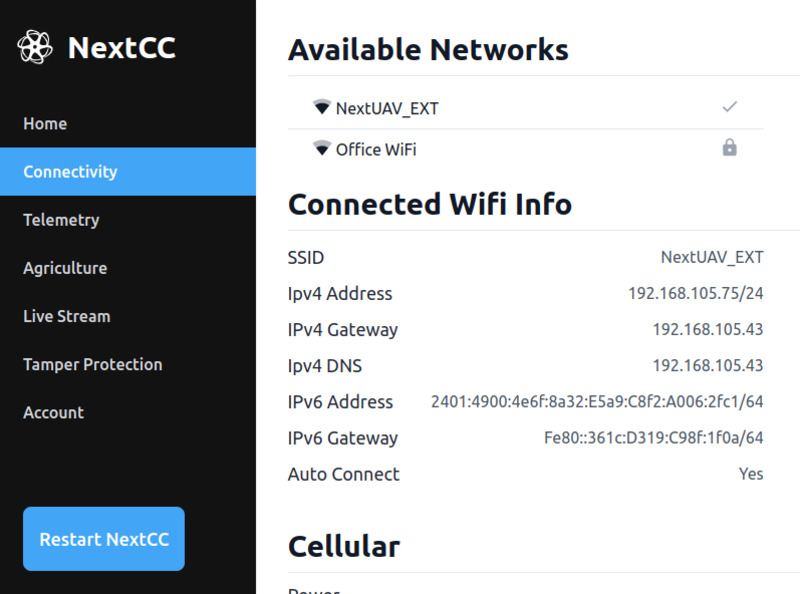 NextCC
Home
Connectivity
Telemetry
Agriculture
Live Stream
Tamper Protection
Account
Restart NextCC
Available Networks
NextUAV_EXT
Office WiFi
Connected Wifi Info
SSID NextUAV_EXT
Ipv4 Address 192.168.105.75/24
IPv4 Gateway 192.168.105.43
Ipv4 DNS 192.168.105.43
IPv6 Address 2401:4900:4e6f:8a32:E5a9:C8f2:A006:2fc1/64
IPv6 Gateway Fe80::361c:D319:C98f:1f0a/64
Auto Connect Yes
Cellular
Power